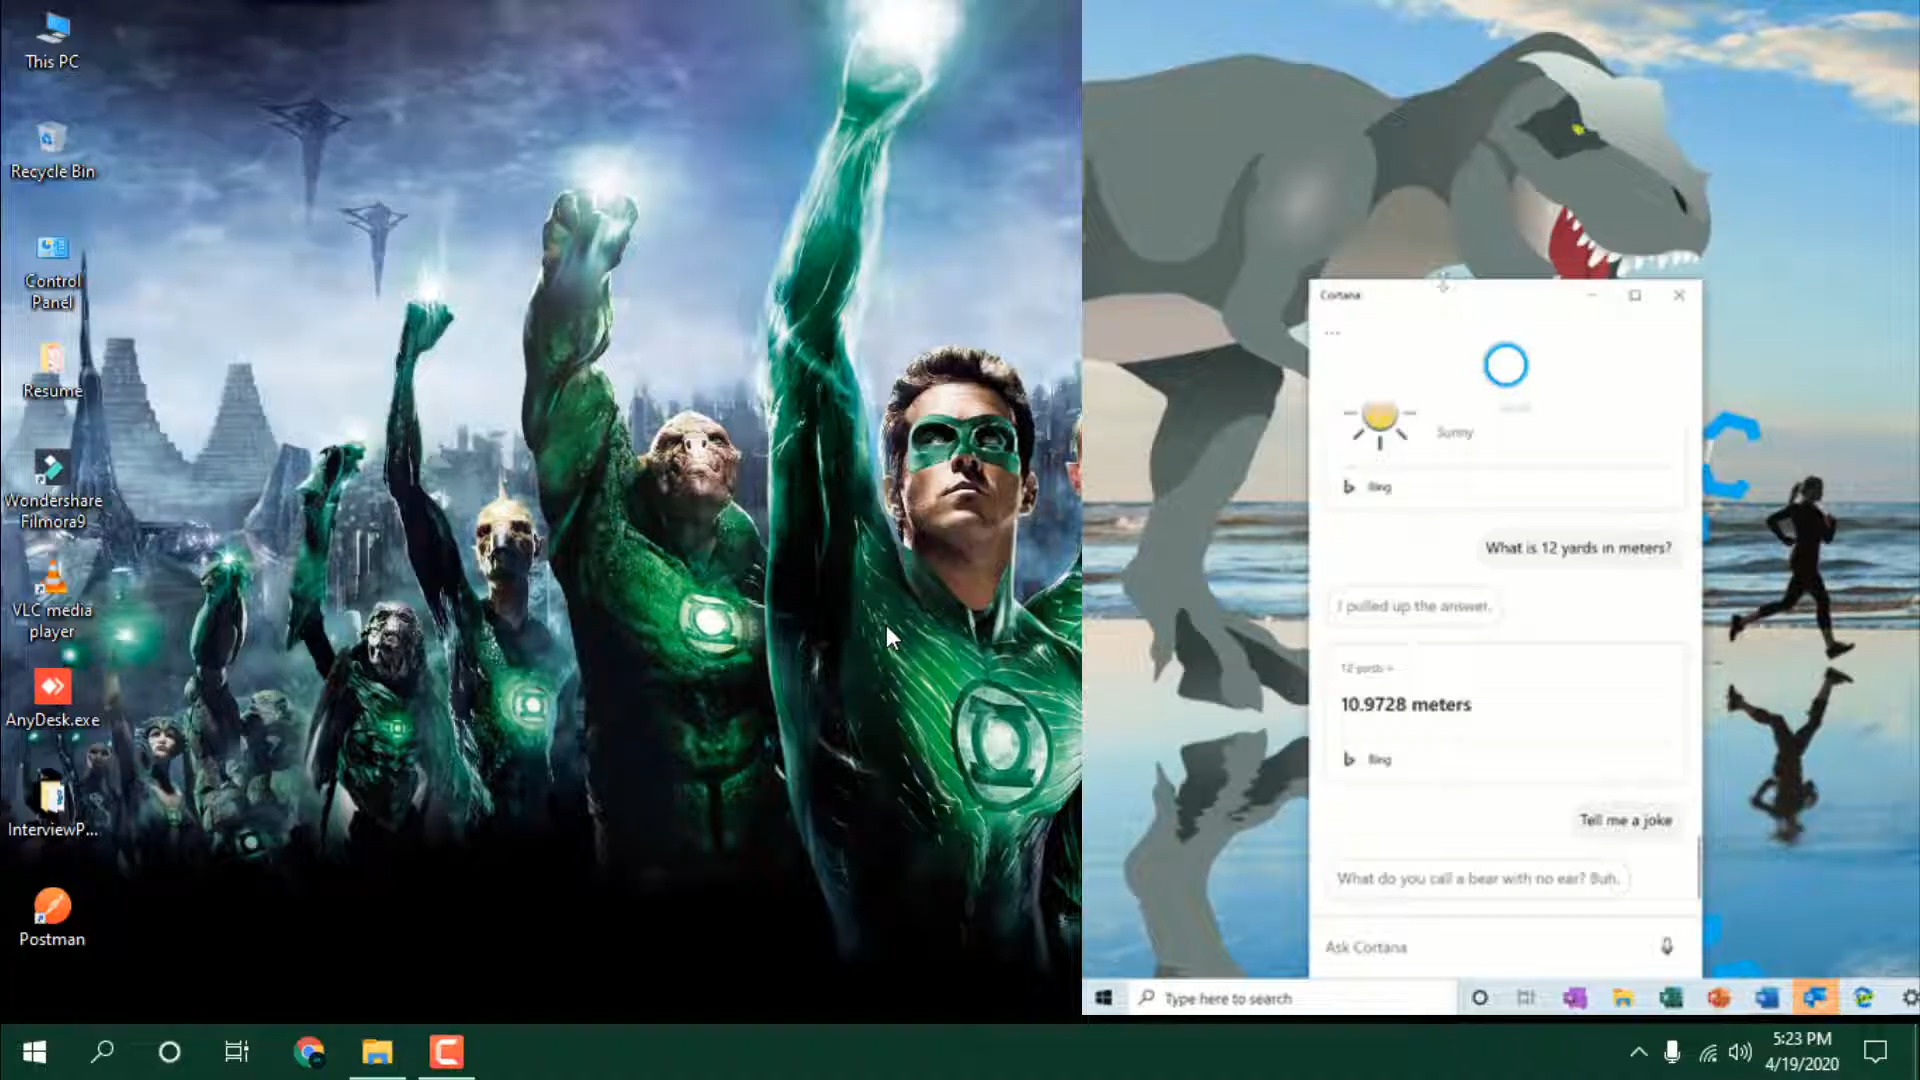 This PC
Recycle Bin
Control
Panel
Resume
Wondershare
Filmora9
VLC media
player
AnyDesk.exe
InterviewP...
Postman
Cortana
...
Sunny
Bing
What is 12 yards in meters?
I pulled up the answer.
12 yards =
10.9728 meters
Bing
Tell me a joke
What do you call a bear with no ear? Buh.
Ask Cortana
Type here to search
5:23 PM
4/19/2020